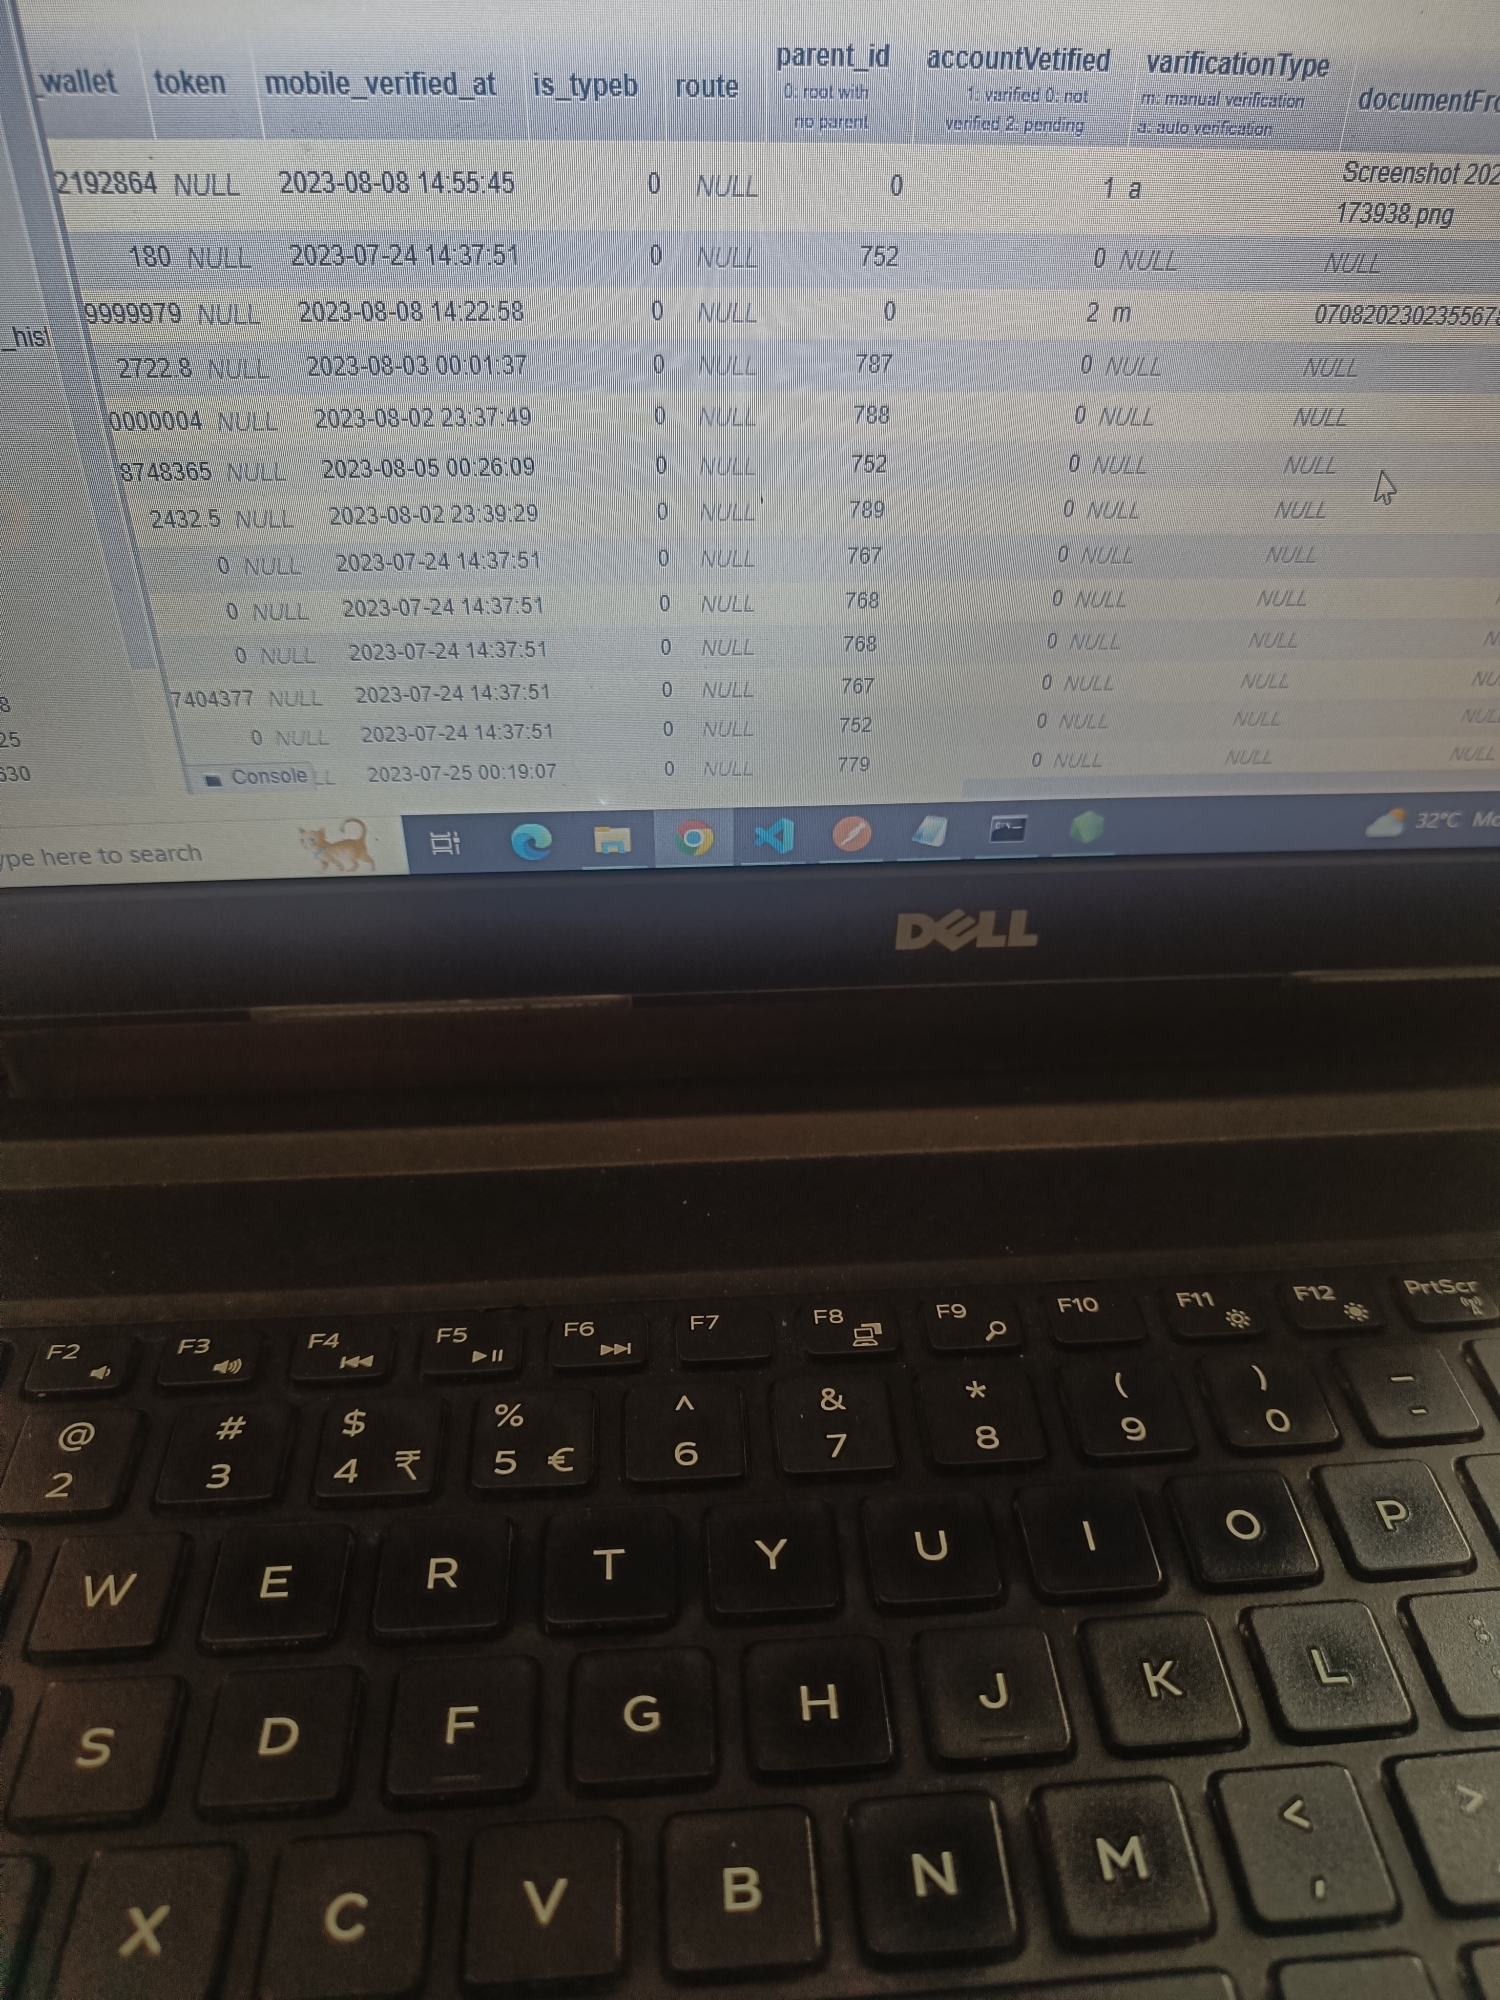 _wallet token mobile_verified_at is_typeb route parent_id accountVetified varificationType documentFro
0: root with no parent 1: varified 0: not verified 2: pending m: manual verification a: auto verification
2192864 NULL 2023-08-08 14:55:45 0 NULL 0 1 a Screenshot 202
173938.png
180 NULL 2023-07-24 14:37:51 0 NULL 752 0 NULL NULL
9999979 NULL 2023-08-08 14:22:58 0 NULL 0 2 m 070820230235567
_hist
2722.8 NULL 2023-08-03 00:01:37 0 NULL 787 0 NULL NULL
0000004 NULL 2023-08-02 23:37:49 0 NULL 788 0 NULL NULL
8748365 NULL 2023-08-05 00:26:09 0 NULL 752 0 NULL NULL
2432.5 NULL 2023-08-02 23:39:29 0 NULL 789 0 NULL NULL
0 NULL 2023-07-24 14:37:51 0 NULL 767 0 NULL NULL
0 NULL 2023-07-24 14:37:51 0 NULL 768 0 NULL NULL
0 NULL 2023-07-24 14:37:51 0 NULL 768 0 NULL NULL N
8 7404377 NULL 2023-07-24 14:37:51 0 NULL 767 0 NULL NULL NU
25 0 NULL 2023-07-24 14:37:51 0 NULL 752 0 NULL NULL NUL
630 Console LL 2023-07-25 00:19:07 0 NULL 779 0 NULL NULL NULL
ype here to search 32°C Mo
DELL
F2 F3 F4 F5 F6 F7 F8 F9 F10 F11 F12 PrtScr
@ # $ % ^ & * ( ) _
2 3 4 ₹ 5 € 6 7 8 9 0 -
W E R T Y U I O P
S D F G H J K L
X C V B N M < >
,